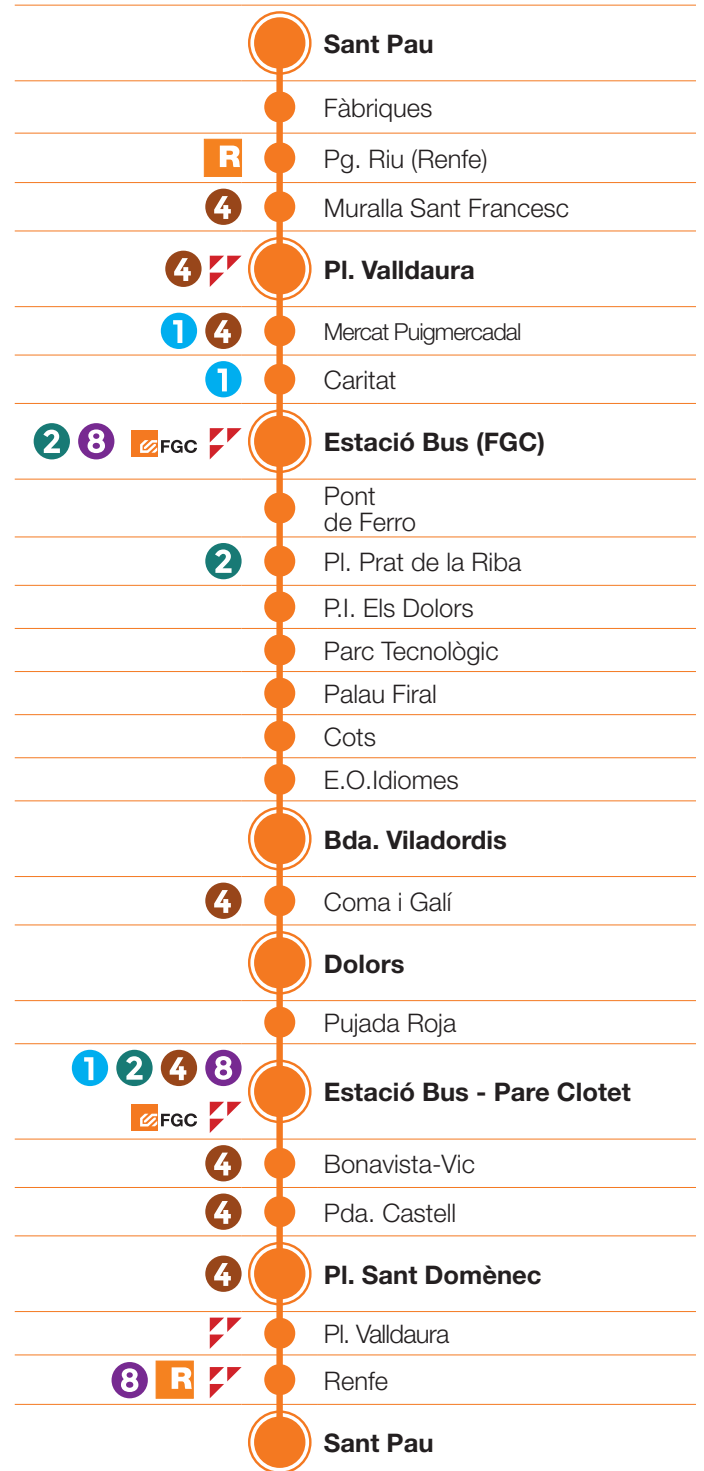 Sant Pau
Fàbriques
R Pg. Riu (Renfe)
4 Muralla Sant Francesc
4 Pl. Valldaura
1 4 Mercat Puigmercadal
1 Caritat
2 8 FGC Estació Bus (FGC)
Pont
de Ferro
2 Pl. Prat de la Riba
P.I. Els Dolors
Parc Tecnològic
Palau Firal
Cots
E.O.Idiomes
Bda. Viladordis
4 Coma i Galí
Dolors
Pujada Roja
1 2 4 8
FGC
Estació Bus - Pare Clotet
4 Bonavista-Vic
4 Pda. Castell
4 Pl. Sant Domènec
Pl. Valldaura
8 R Renfe
Sant Pau